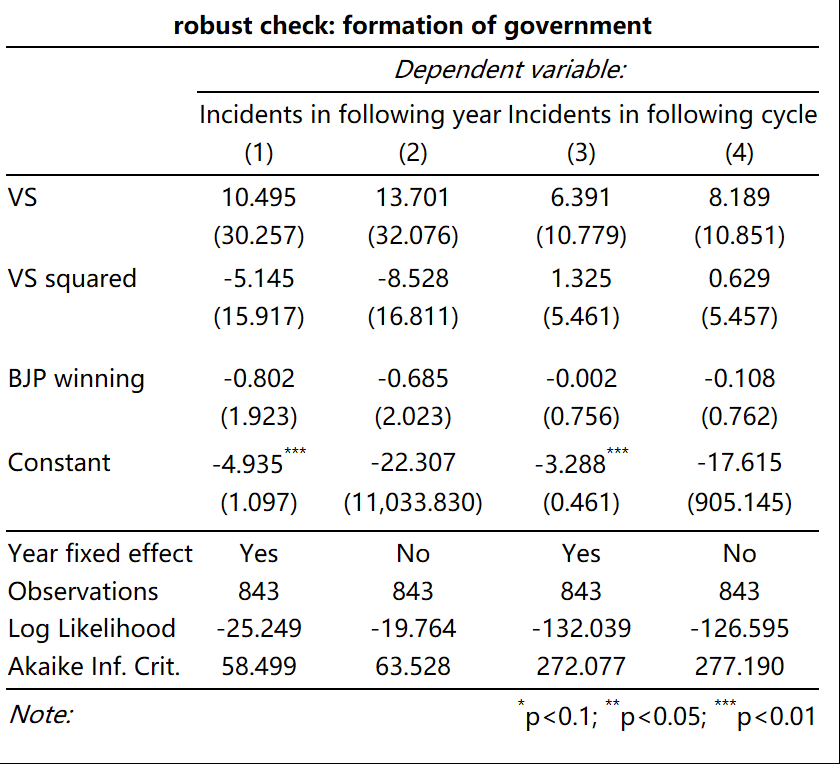 robust check: formation of government
Dependent variable:
Incidents in following year Incidents in following cycle
(1) (2) (3) (4)
VS 10.495 13.701 6.391 8.189
(30.257) (32.076) (10.779) (10.851)
VS squared -5.145 -8.528 1.325 0.629
(15.917) (16.811) (5.461) (5.457)
BJP winning -0.802 -0.685 -0.002 -0.108
(1.923) (2.023) (0.756) (0.762)
Constant -4.935*** -22.307 -3.288*** -17.615
(1.097) (11,033.830) (0.461) (905.145)
Year fixed effect Yes No Yes No
Observations 843 843 843 843
Log Likelihood -25.249 -19.764 -132.039 -126.595
Akaike Inf. Crit. 58.499 63.528 272.077 277.190
Note: *p<0.1; **p<0.05; ***p<0.01